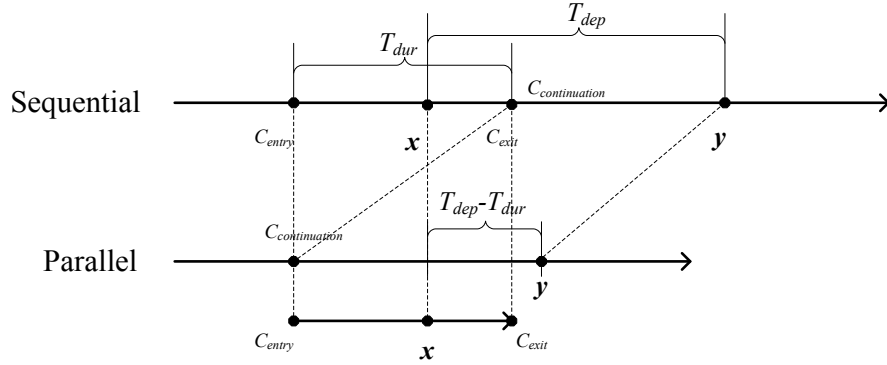 T_dep
T_dur
C_continuation
Sequential
C_entry
x
C_exit
y
T_dep-T_dur
C_continuation
Parallel
y
C_entry
x
C_exit